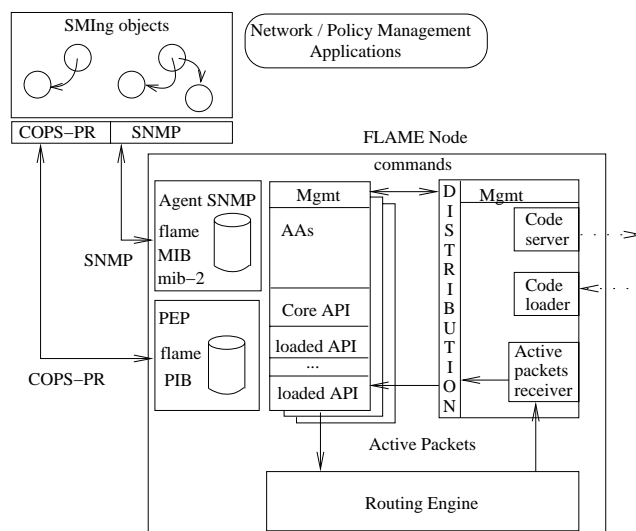 SMIng objects
Network / Policy Management
Applications
COPS−PR
SNMP
FLAME Node
commands
Agent SNMP
flame
MIB
mib−2
Mgmt
AAs
Core API
loaded API
...
loaded API
DISTRIBUTION
Mgmt
Code
server
Code
loader
Active
packets
receiver
SNMP
PEP
flame
PIB
COPS−PR
Active Packets
Routing Engine